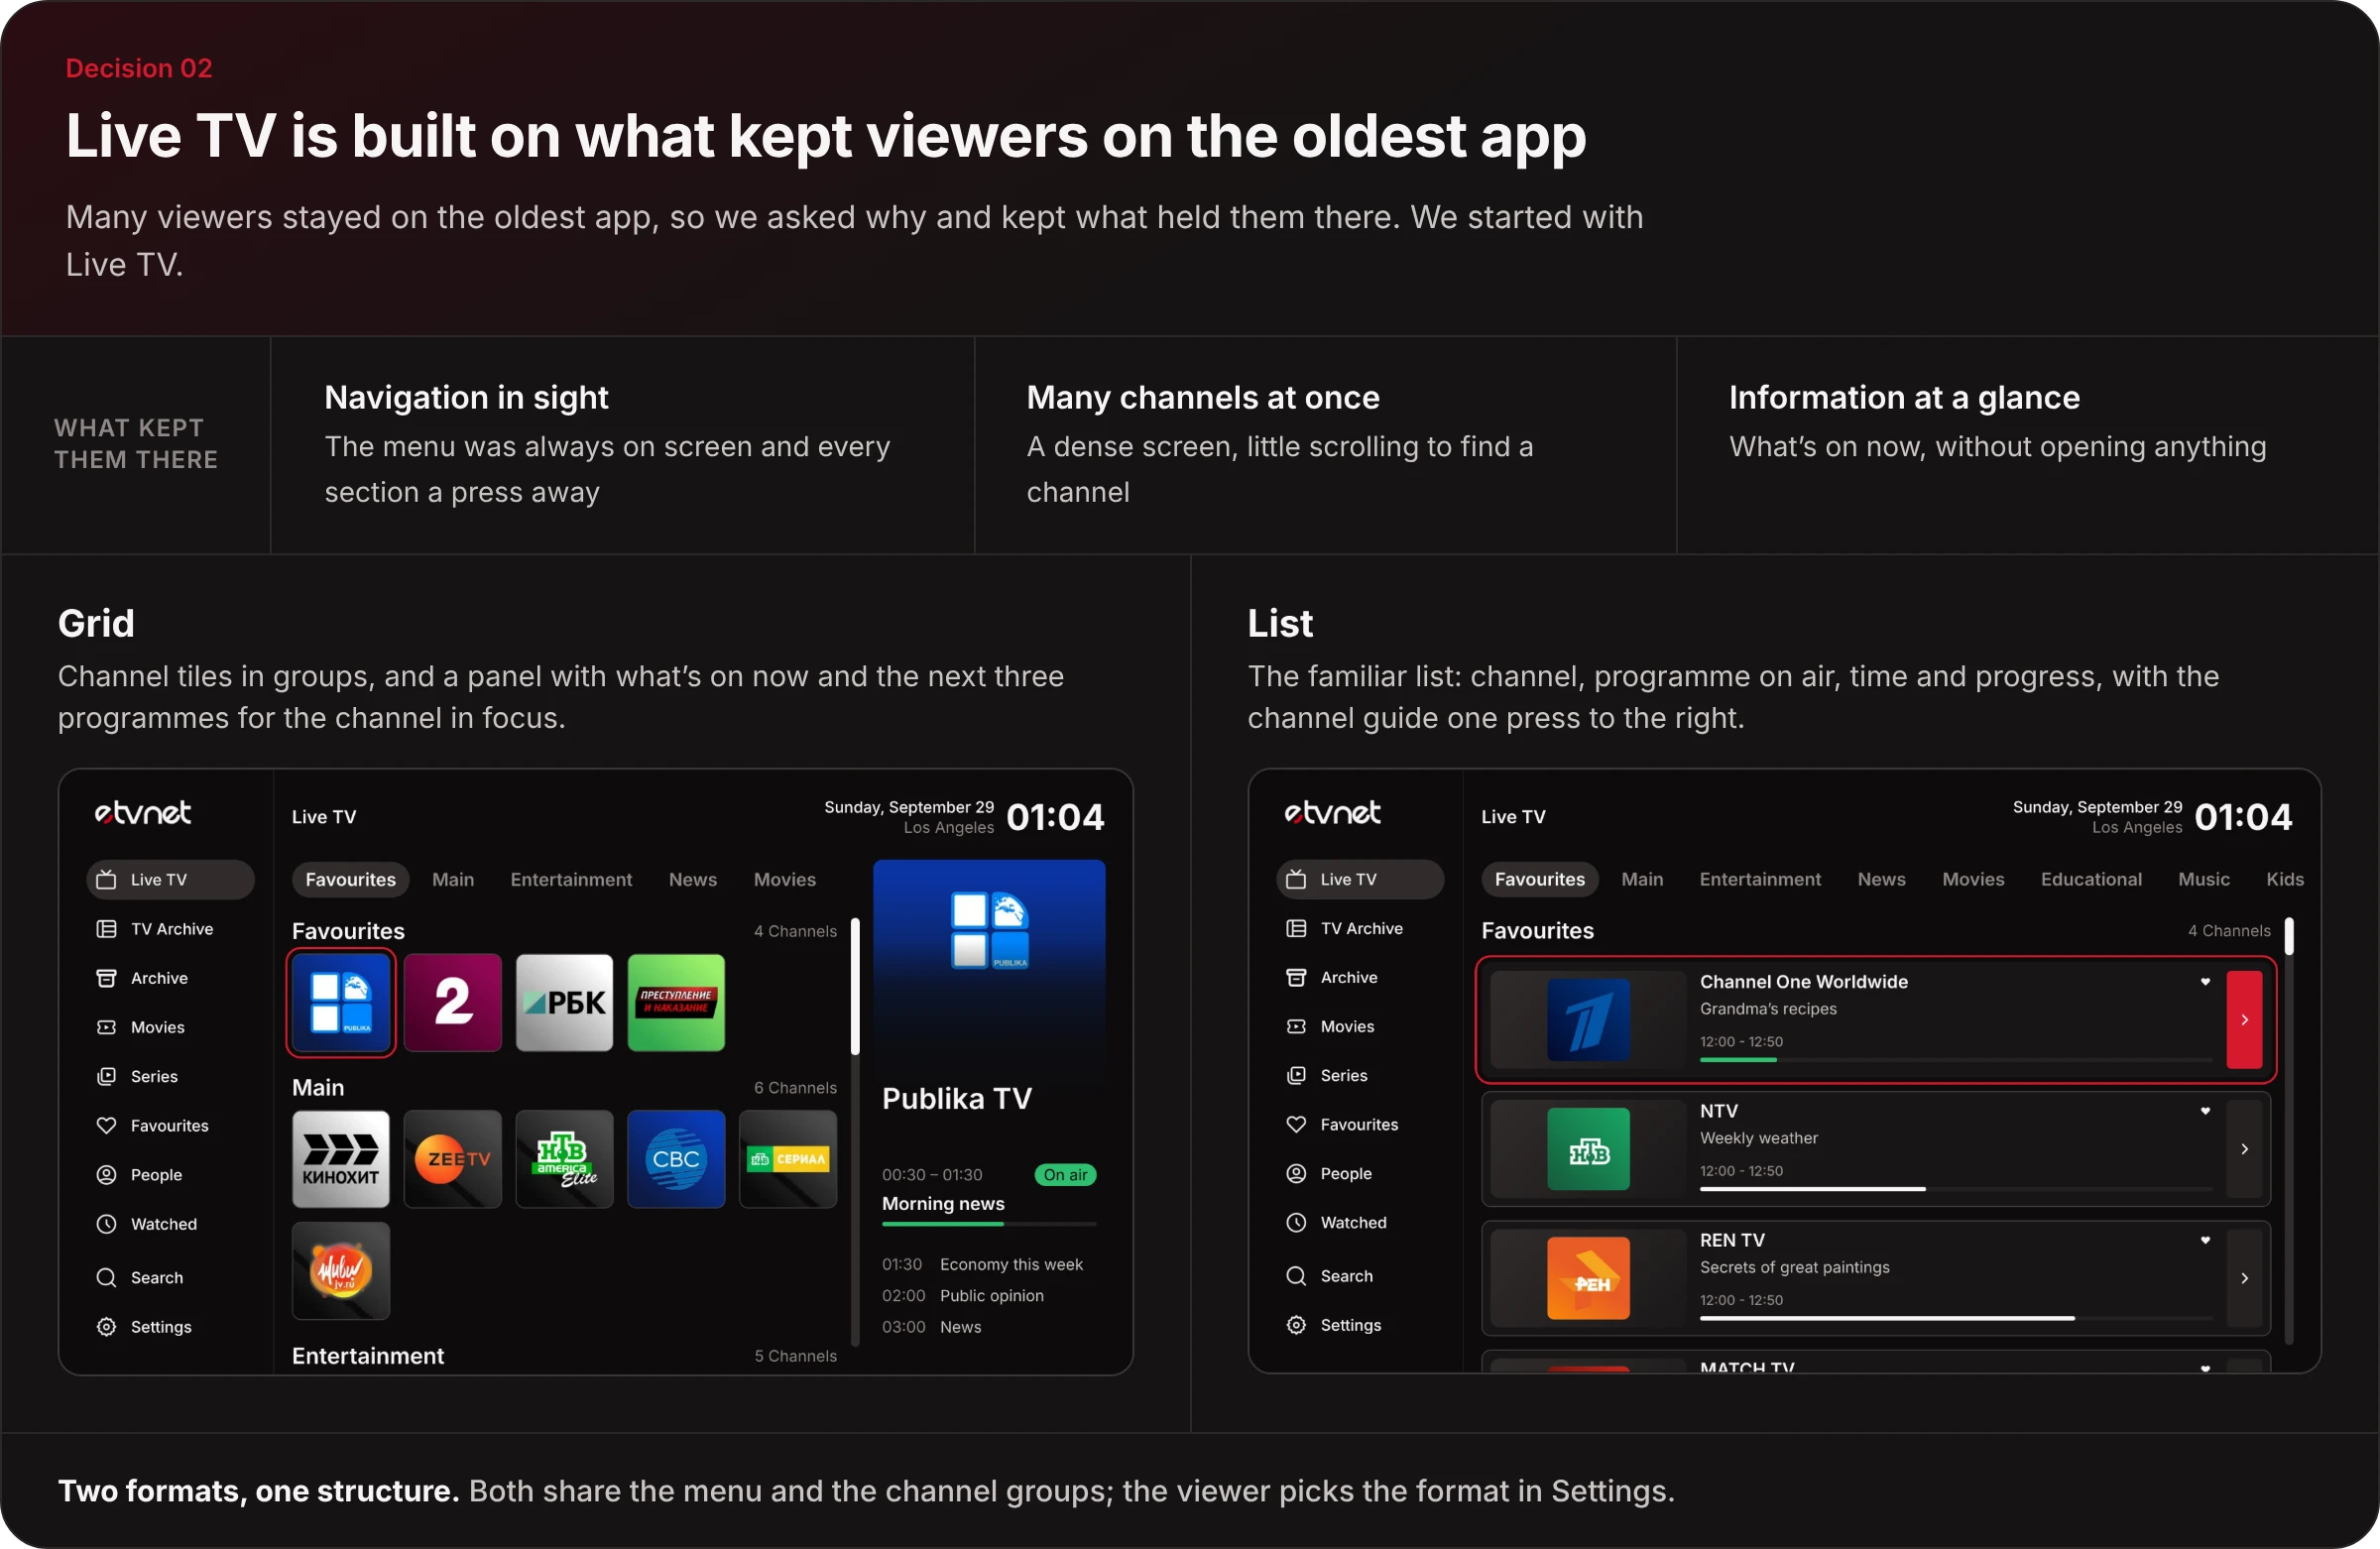 Decision 02
Live TV is built on what kept viewers on the oldest app
Many viewers stayed on the oldest app, so we asked why and kept what held them there. We started with
Live TV.
WHAT KEPT
THEM THERE
Navigation in sight
The menu was always on screen and every
section a press away
Many channels at once
A dense screen, little scrolling to find a
channel
Information at a glance
What’s on now, without opening anything
Grid
Channel tiles in groups, and a panel with what’s on now and the next three
programmes for the channel in focus.
etvnet
Live TV
TV Archive
Archive
Movies
Series
Favourites
People
Watched
Search
Settings
Live TV
Sunday, September 29
Los Angeles
01:04
Favourites Main Entertainment News Movies
Favourites 4 Channels
PUBLIKA
2
РБК
ПРЕСТУПЛЕНИЕ
И НАКАЗАНИЕ
Main 6 Channels
КИНОХИТ
ZEETV
НТВ
America
Elite
CBC
НТВ СЕРИАЛ
Живи
tv.ru
Entertainment 5 Channels
PUBLIKA
Publika TV
00:30 – 01:30 On air
Morning news
01:30 Economy this week
02:00 Public opinion
03:00 News
List
The familiar list: channel, programme on air, time and progress, with the
channel guide one press to the right.
etvnet
Live TV
TV Archive
Archive
Movies
Series
Favourites
People
Watched
Search
Settings
Live TV
Sunday, September 29
Los Angeles
01:04
Favourites Main Entertainment News Movies Educational Music Kids
Favourites 4 Channels
Channel One Worldwide
Grandma's recipes
12:00 - 12:50
НТВ
NTV
Weekly weather
12:00 - 12:50
РЕН
REN TV
Secrets of great paintings
12:00 - 12:50
MATCH TV
Two formats, one structure. Both share the menu and the channel groups; the viewer picks the format in Settings.